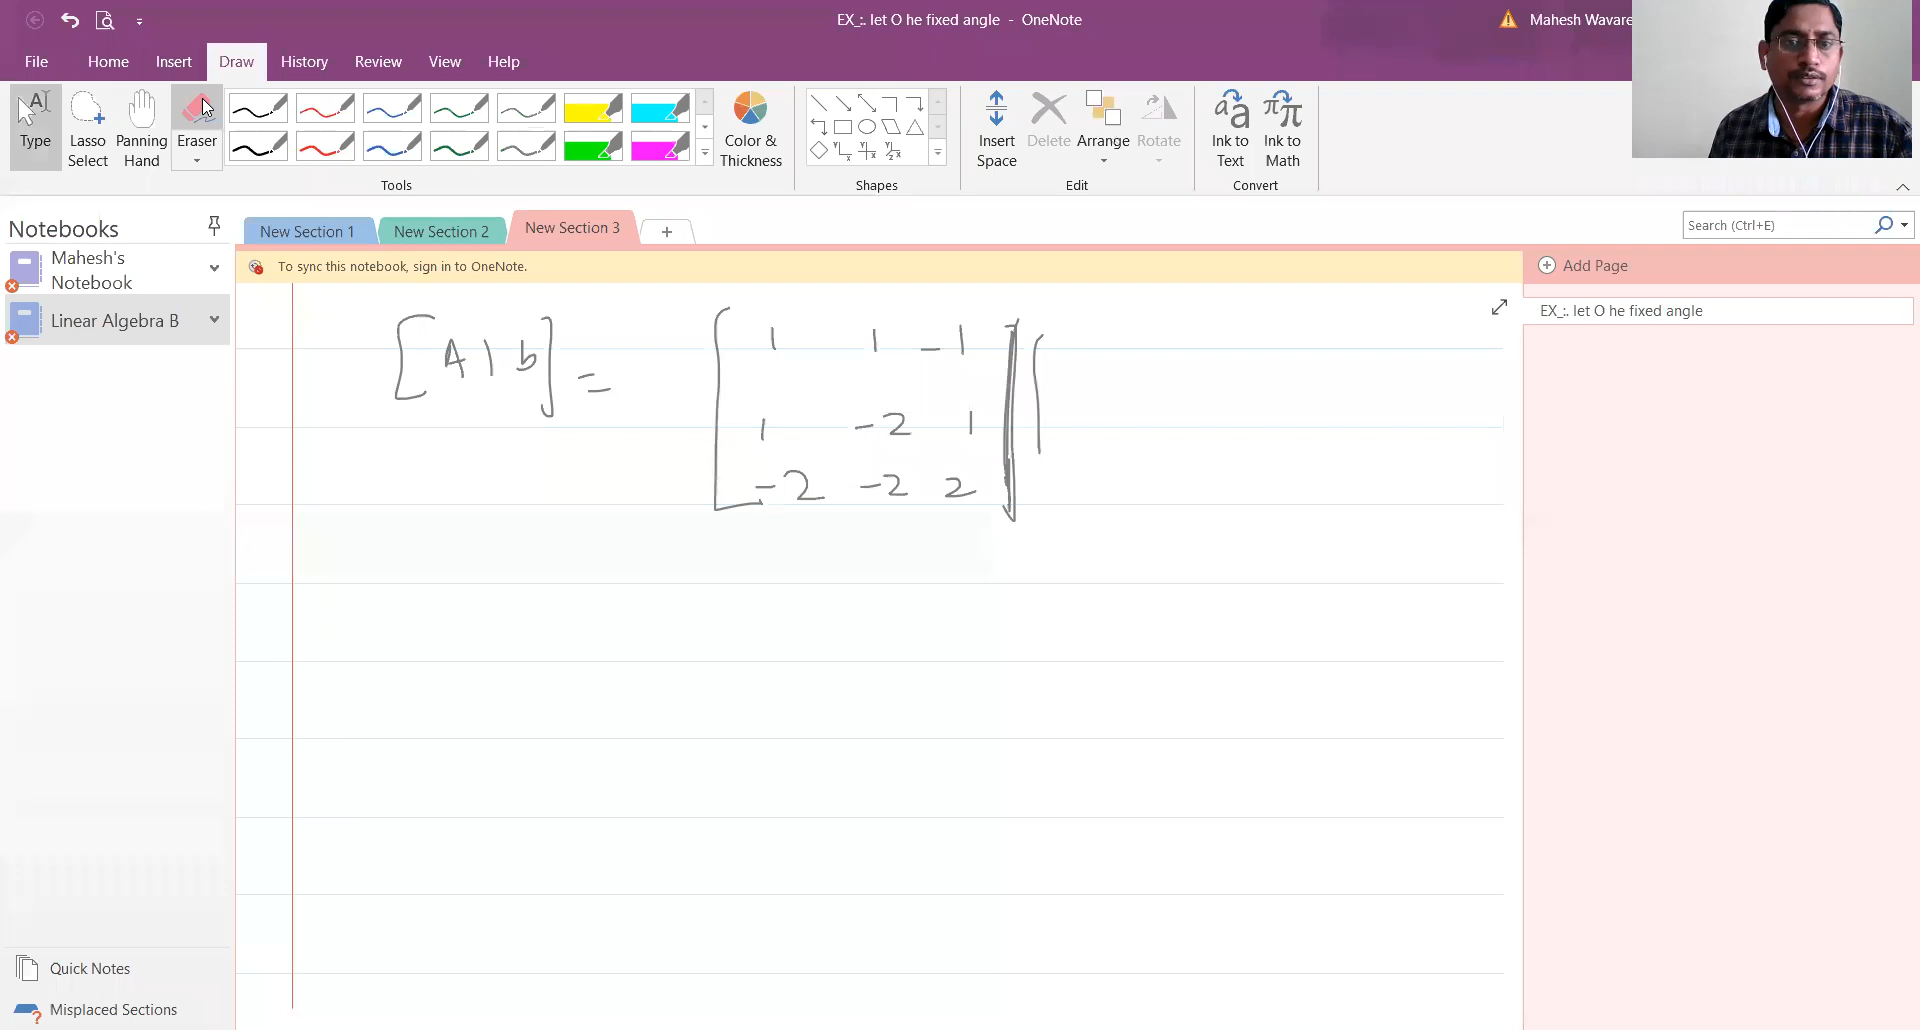 EX_:. let O he fixed angle - OneNote
Mahesh Wavare
File Home Insert Draw History Review View Help
Type
Lasso Select
Panning Hand
Eraser
Color & Thickness
Insert Space
Delete
Arrange
Rotate
Ink to Text
Ink to Math
Tools
Shapes
Edit
Convert
Notebooks
New Section 1
New Section 2
New Section 3
+
Search (Ctrl+E)
Mahesh's Notebook
To sync this notebook, sign in to OneNote.
Add Page
Linear Algebra B
EX_:. let O he fixed angle
[A | b] =
1 1 -1
1 -2 1
-2 -2 2
Quick Notes
Misplaced Sections